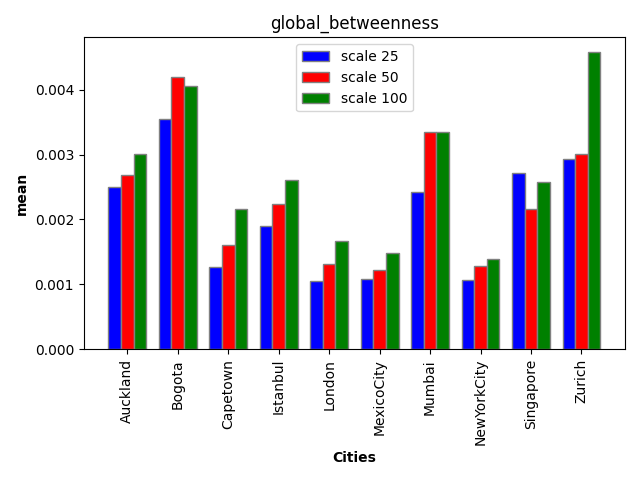 global_betweenness
scale 25
scale 50
scale 100
mean
0.004
0.003
0.002
0.001
0.000
Auckland
Bogota
Capetown
Istanbul
London
MexicoCity
Mumbai
NewYorkCity
Singapore
Zurich
Cities